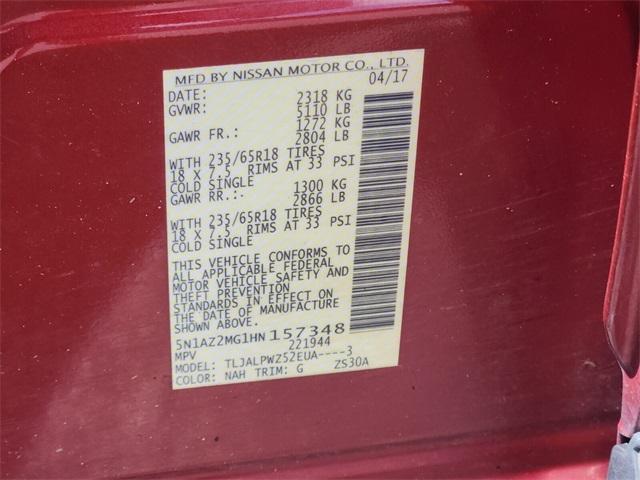 MFD BY NISSAN MOTOR CO., LTD.
DATE: 04/17
GVWR: 2318 KG
5110 LB
GAWR FR.: 1272 KG
2804 LB
WITH 235/65R18 TIRES
18 X 7.5 RIMS AT 33 PSI
COLD SINGLE
GAWR RR.:- 1300 KG
2866 LB
WITH 235/65R18 TIRES
18 X 7.5 RIMS AT 33 PSI
COLD SINGLE
THIS VEHICLE CONFORMS TO
ALL APPLICABLE FEDERAL
MOTOR VEHICLE SAFETY AND
THEFT PREVENTION
STANDARDS IN EFFECT ON
THE DATE OF MANUFACTURE
SHOWN ABOVE.
5N1AZ2MG1HN157348
MPV 221944
MODEL: TLJALPWZ52EUA----3
COLOR: NAH TRIM: G ZS30A